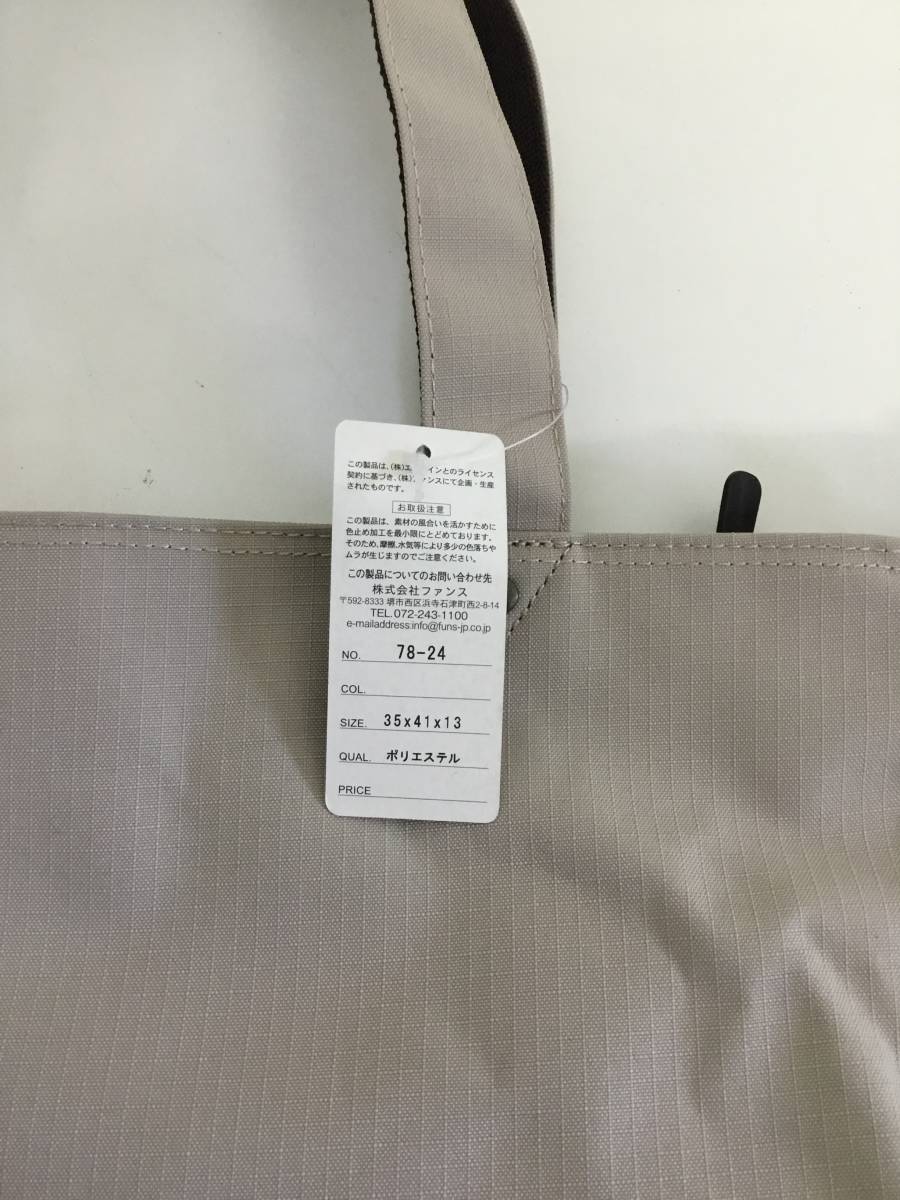 この製品は、(株)エ インとのライセンス
契約に基づき、(株) ァンスにて企画・生産
されたものです。
お取扱注意
この製品は、素材の風合いを活かすために
色止め加工を最小限にとどめております。
そのため、摩擦、水気等により多少の色落ちや
ムラが生じますのでご注意ください。
この製品についてのお問い合わせ先
株式会社ファンス
〒592-8333 堺市西区浜寺石津町西2-8-14
TEL.072-243-1100
e-mailaddress:info@funs-jp.co.jp
NO. 78-24
COL.
SIZE. 35x41x13
QUAL. ポリエステル
PRICE